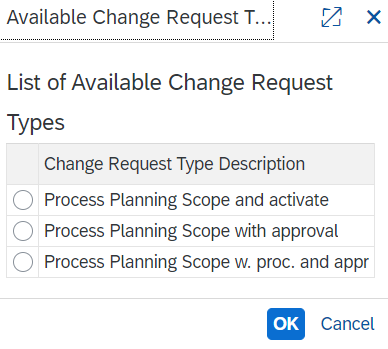 Available Change Request T...
List of Available Change Request
Types
Change Request Type Description
Process Planning Scope and activate
Process Planning Scope with approval
Process Planning Scope w. proc. and appr
OK Cancel